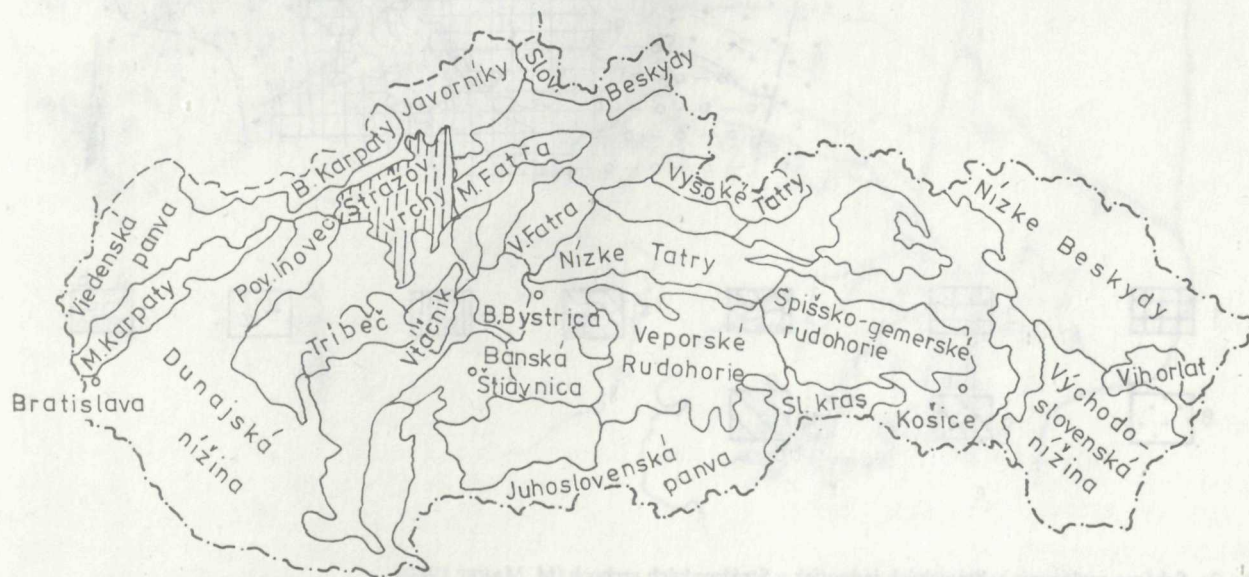 Slov.
Beskydy
Javorníky
B. Karpaty
Strážov.
vrchy
M. Fatra
Vysoké
Tatry
Nízke
Beskydy
Viedenská
panva
Pov. Inovec
V. Fatra
Nízke Tatry
M. Karpaty
Tríbeč
Vtáčnik
B. Bystrica
Veporské
Rudohorie
Spišsko-gemerské
rudohorie
Vihorlat
Bánska
Štiavnica
Bratislava
Dunajská
nížina
Sl. kras
Košice
Východo
slovenská
nížina
Juhoslovenská
panva